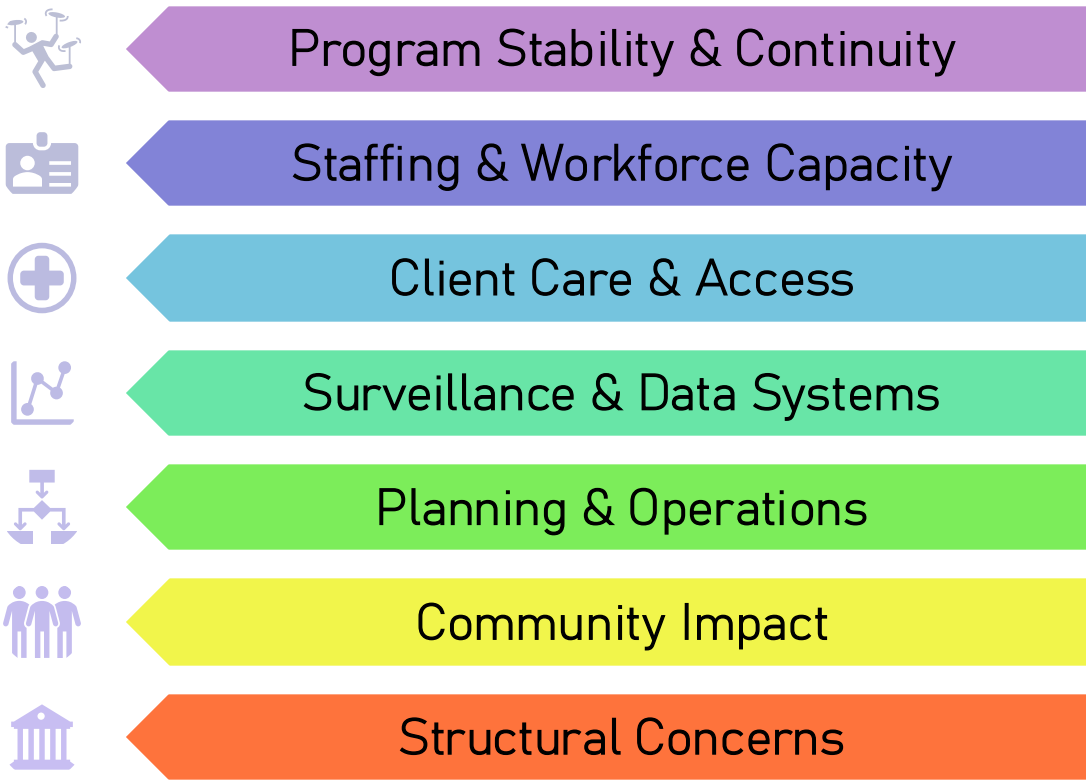 Program Stability & Continuity
Staffing & Workforce Capacity
Client Care & Access
Surveillance & Data Systems
Planning & Operations
Community Impact
Structural Concerns